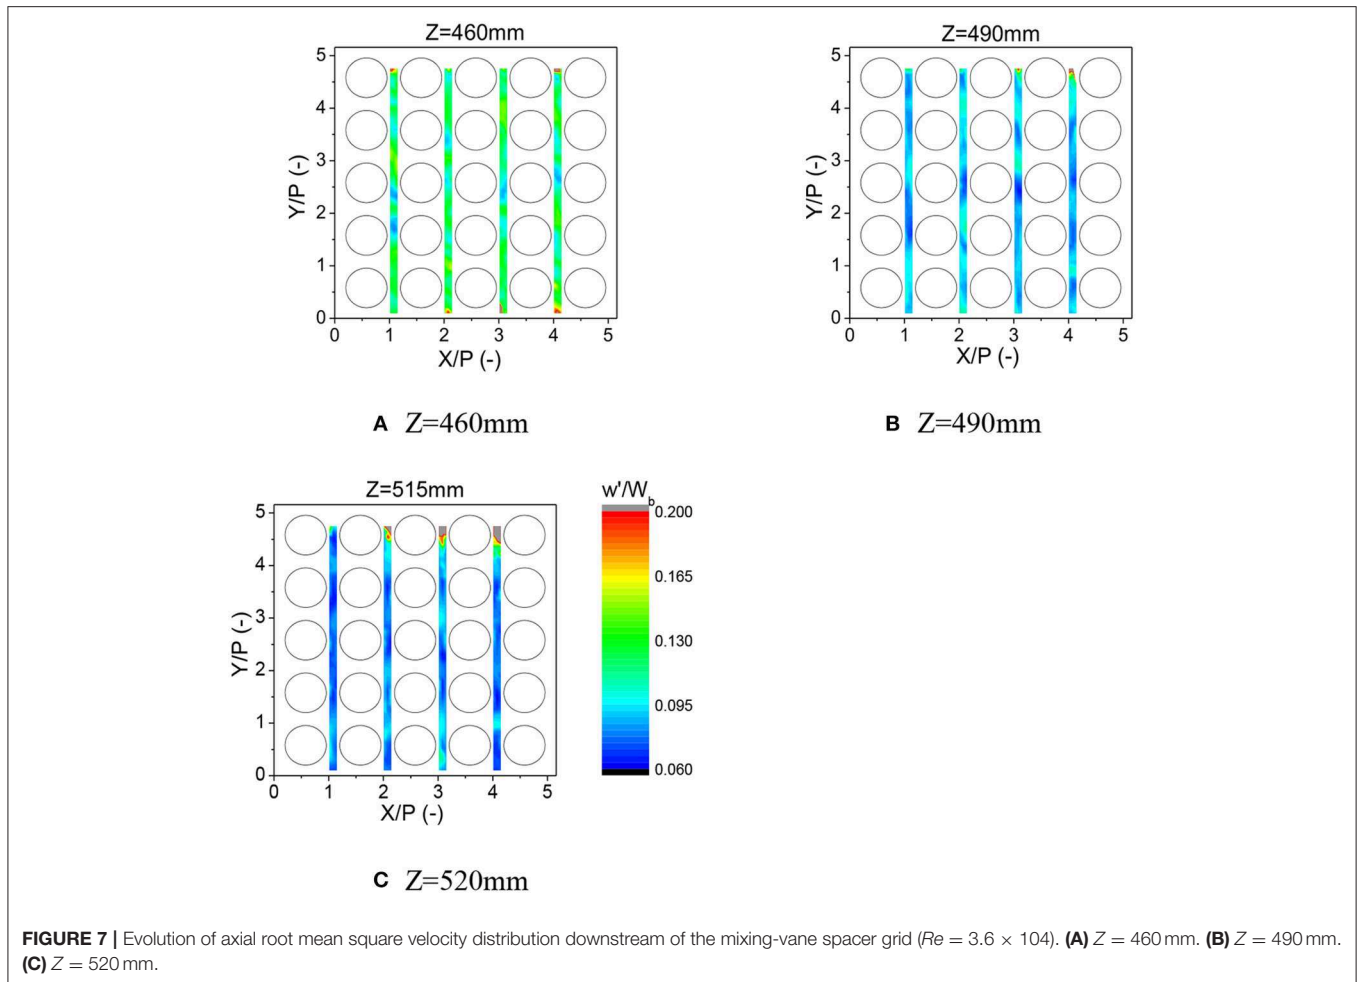 Z=460mm
5
4
3
2
1
0
Y/P (-)
0 1 2 3 4 5
X/P (-)
A Z=460mm
Z=490mm
5
4
3
2
1
0
Y/P (-)
0 1 2 3 4 5
X/P (-)
B Z=490mm
Z=515mm
5
4
3
2
1
0
Y/P (-)
0 1 2 3 4 5
X/P (-)
w'/Wb
0.200
0.165
0.130
0.095
0.060
C Z=520mm
FIGURE 7 | Evolution of axial root mean square velocity distribution downstream of the mixing-vane spacer grid (Re = 3.6 × 104). (A) Z = 460 mm. (B) Z = 490 mm.
(C) Z = 520 mm.